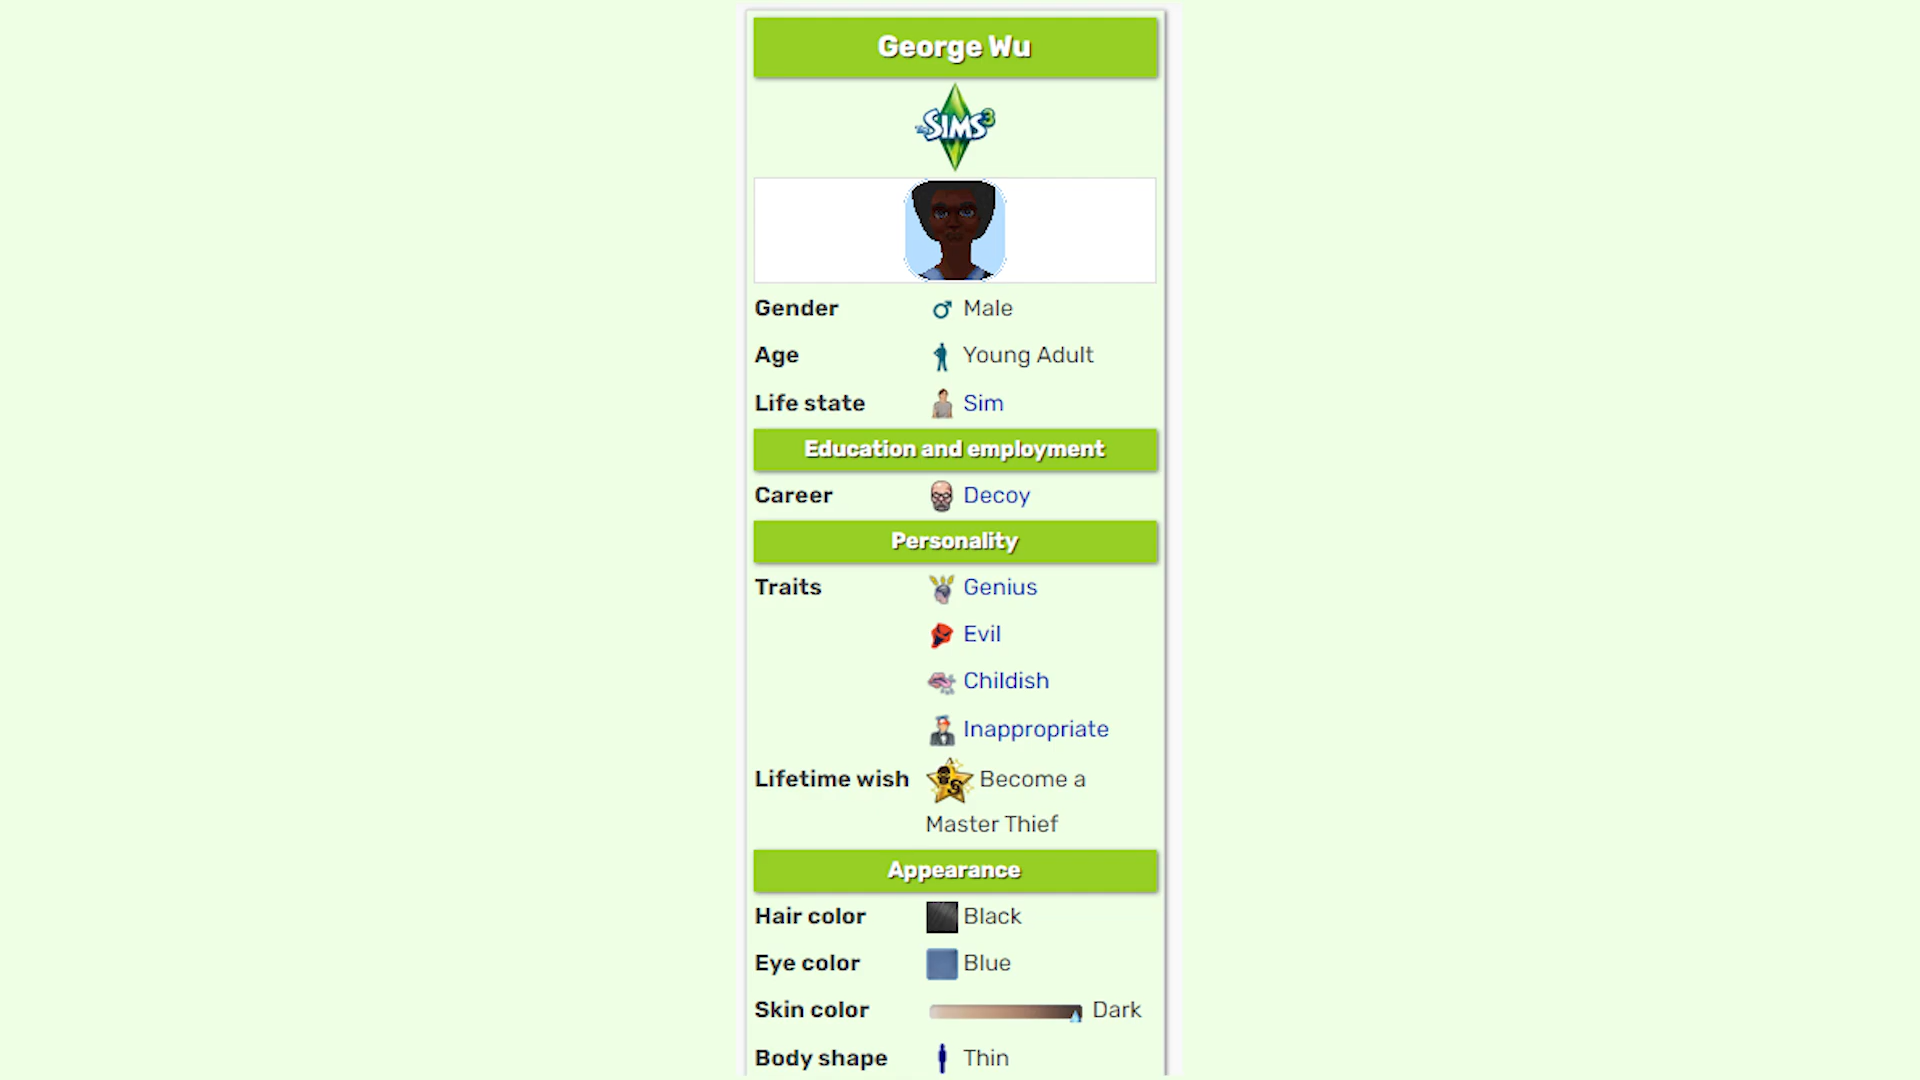 George Wu
The SIMS 3
Gender Male
Age Young Adult
Life state Sim
Education and employment
Career Decoy
Personality
Traits Genius
Evil
Childish
Inappropriate
Lifetime wish Become a
Master Thief
Appearance
Hair color Black
Eye color Blue
Skin color Dark
Body shape Thin